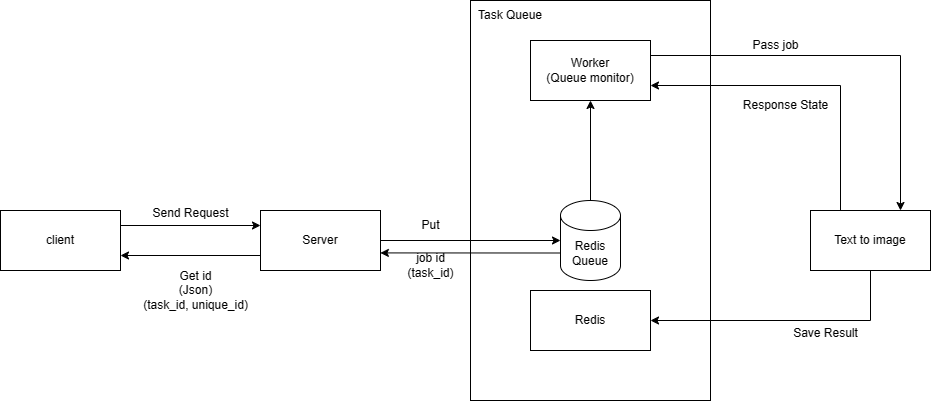 Task Queue
Worker
(Queue monitor)
Pass job
Response State
client
Send Request
Get id
(Json)
(task_id, unique_id)
Server
Put
job id
(task_id)
Redis
Queue
Text to image
Redis
Save Result